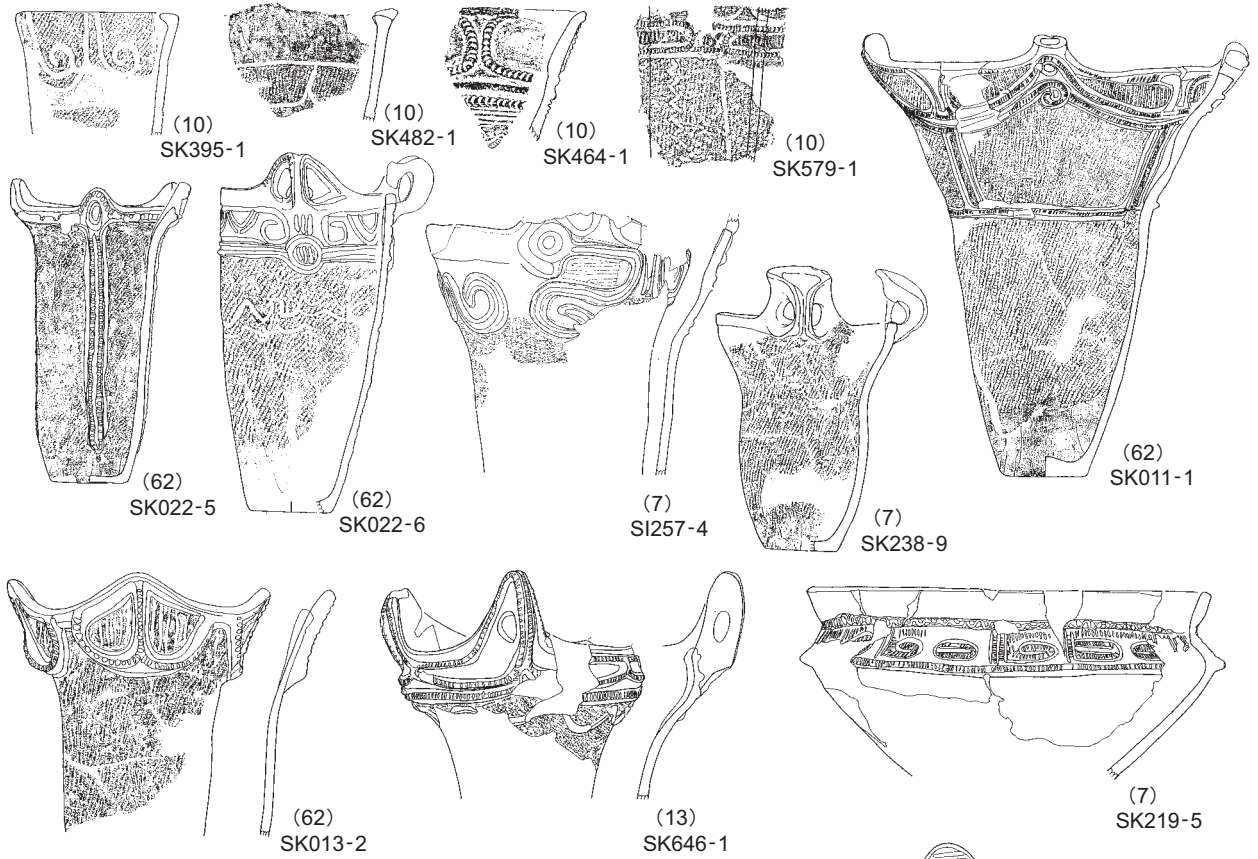 （10）
SK395-1
（10）
SK482-1
（10）
SK464-1
（10）
SK579-1
（62）
SK022-5
（62）
SK022-6
（7）
SI257-4
（7）
SK238-9
（62）
SK011-1
（62）
SK013-2
（13）
SK646-1
（7）
SK219-5